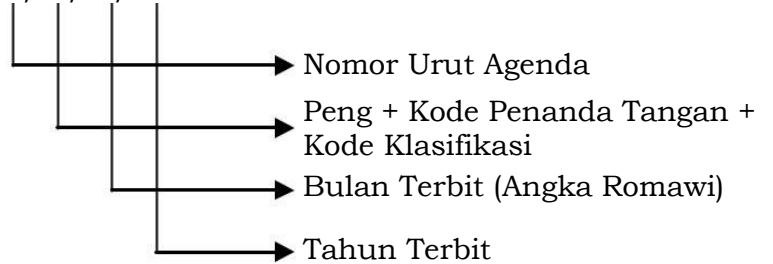 Nomor Urut Agenda
Peng + Kode Penanda Tangan +
Kode Klasifikasi
Bulan Terbit (Angka Romawi)
Tahun Terbit